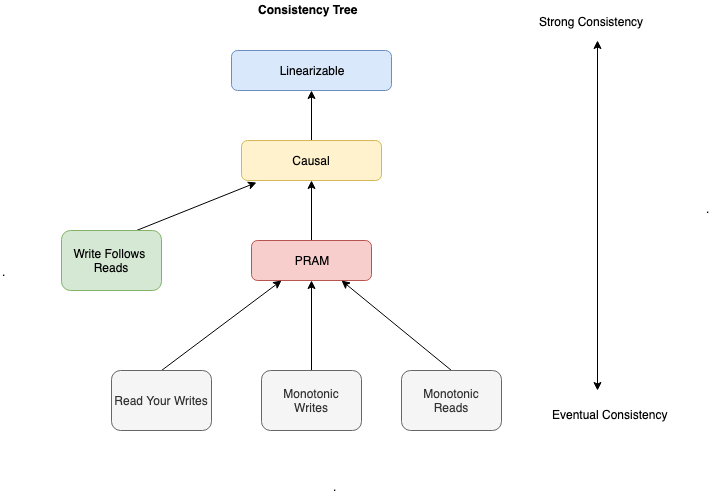 Consistency Tree
Strong Consistency
Linearizable
Causal
Write Follows
Reads
PRAM
Read Your Writes
Monotonic
Writes
Monotonic
Reads
Eventual Consistency